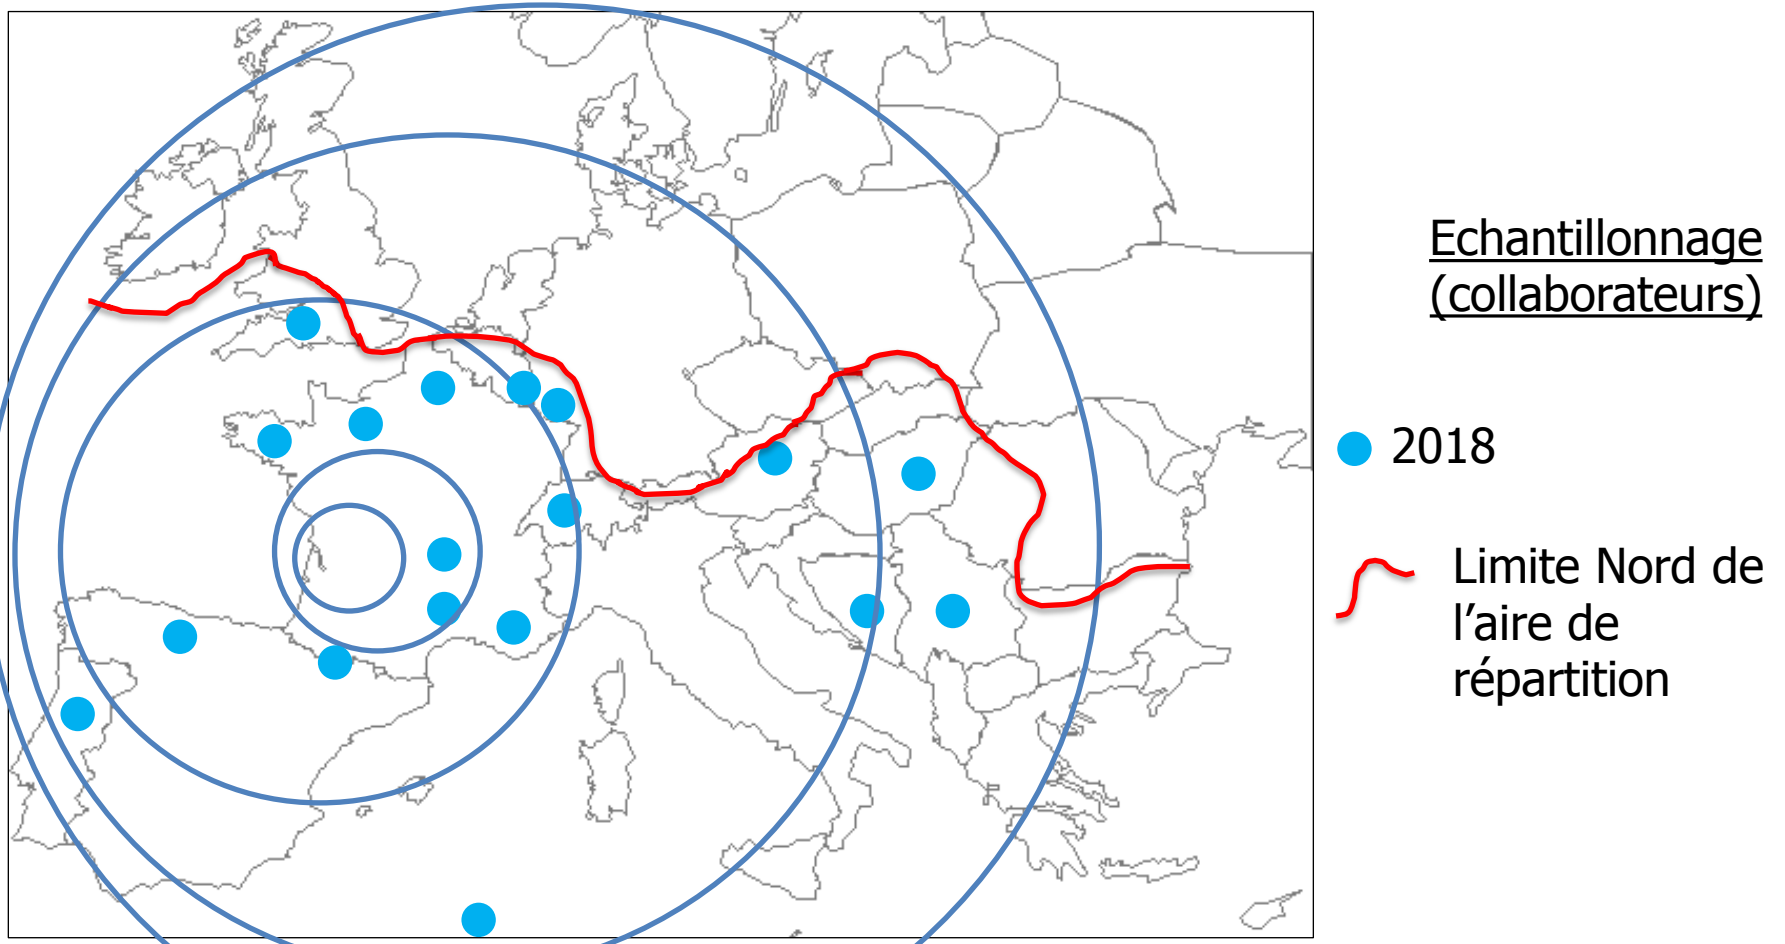 Echantillonnage
(collaborateurs)
2018
Limite Nord de
l’aire de
répartition